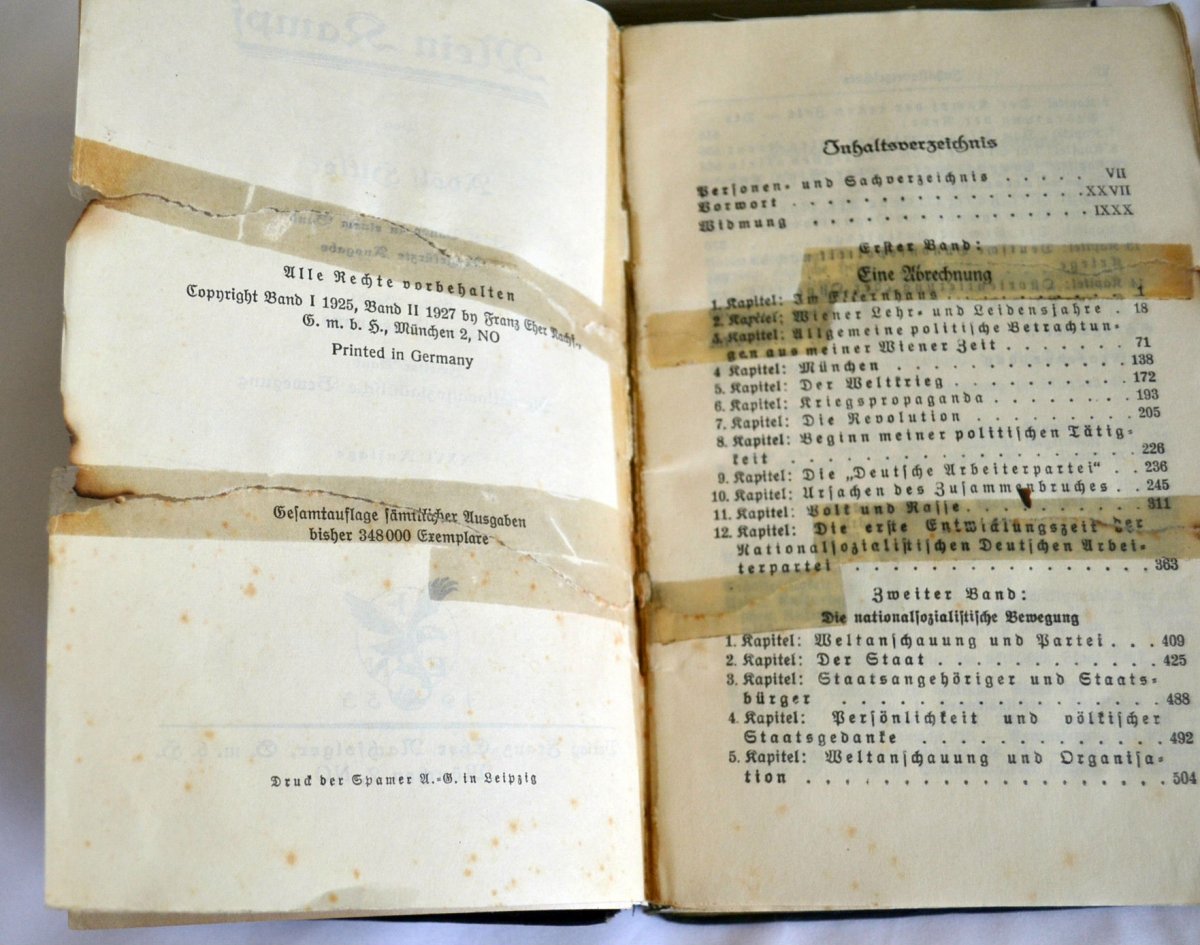 Alle Rechte vorbehalten
Copyright Band I 1925, Band II 1927 by Franz Eher Nachf.,
G. m. b. H., München 2, NO
Printed in Germany
Gesamtauflage sämtlicher Ausgaben
bisher 348000 Exemplare
Druck der Spamer A.-G. in Leipzig
Inhaltsverzeichnis
Personen- und Sachverzeichnis . . . . . VII
Vorwort . . . . . . . . . . . . . . . . XXVII
Widmung . . . . . . . . . . . . . . . IXXX
Erster Band:
Eine Abrechnung
1. Kapitel: Im Elternhaus . . . . . . . . . . 1
2. Kapitel: Wiener Lehr- und Leidensjahre . 18
3. Kapitel: Allgemeine politische Betrachtun-
gen aus meiner Wiener Zeit . . . . . . . 71
4 Kapitel: München . . . . . . . . . . . . 138
5. Kapitel: Der Weltkrieg . . . . . . . . . 172
6. Kapitel: Kriegspropaganda . . . . . . . 193
7. Kapitel: Die Revolution . . . . . . . . . 205
8. Kapitel: Beginn meiner politischen Tätig-
keit . . . . . . . . . . . . . . . . . 226
9. Kapitel: Die „Deutsche Arbeiterpartei“ . . 236
10. Kapitel: Ursachen des Zusammenbruches . . 245
11. Kapitel: Volk und Rasse . . . . . . . . . 311
12. Kapitel: Die erste Entwicklungszeit der
Nationalsozialistischen Deutschen Arbei-
terpartei . . . . . . . . . . . . . . . . 363
Zweiter Band:
Die nationalsozialistische Bewegung
1. Kapitel: Weltanschauung und Partei . . . 409
2. Kapitel: Der Staat . . . . . . . . . . . 425
3. Kapitel: Staatsangehöriger und Staats-
bürger . . . . . . . . . . . . . . . . 488
4. Kapitel: Persönlichkeit und völkischer
Staatsgedanke . . . . . . . . . . . . 492
5. Kapitel: Weltanschauung und Organisa-
tion . . . . . . . . . . . . . . . . . 504